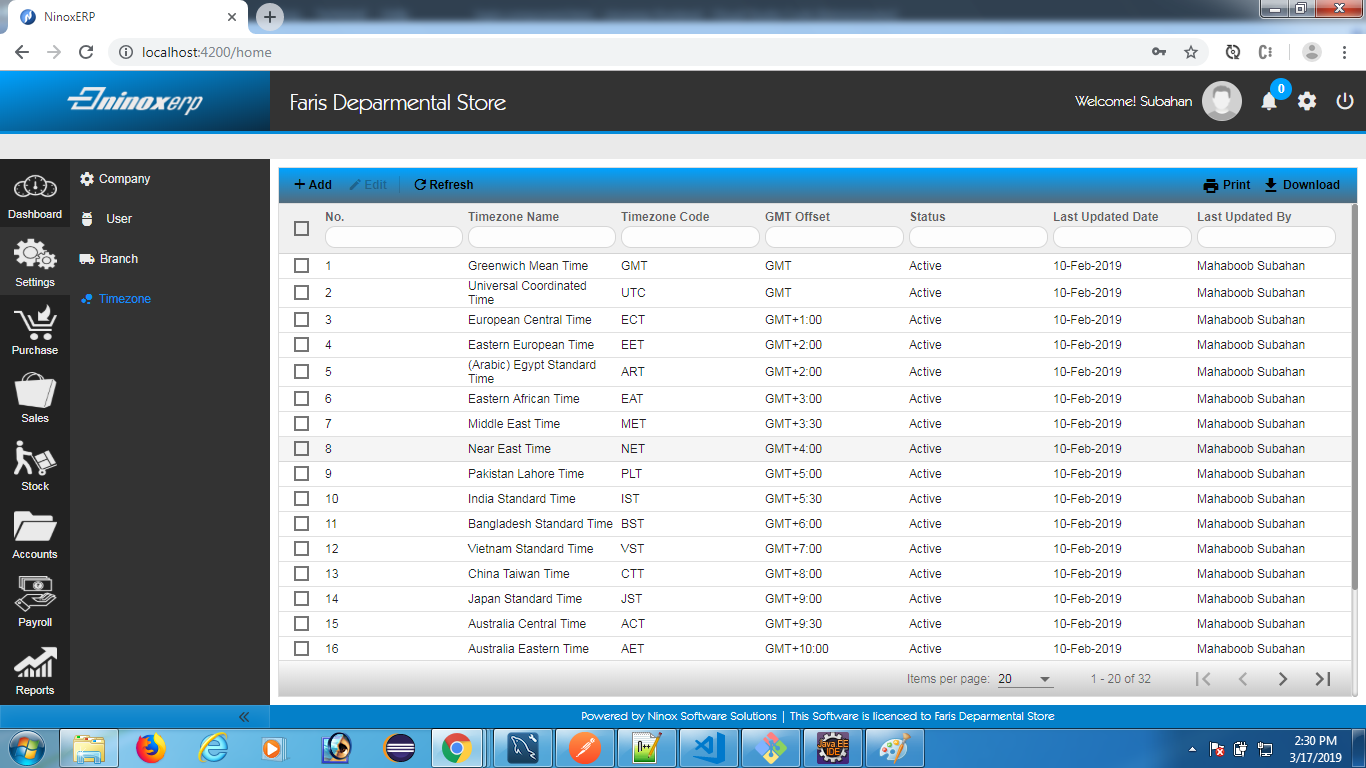 NinoxERP
localhost:4200/home
ninoxerp
Faris Deparmental Store
Welcome! Subahan
0
Dashboard
Settings
Purchase
Sales
Stock
Accounts
Payroll
Reports
Company
User
Branch
Timezone
Add Edit Refresh Print Download
No. Timezone Name Timezone Code GMT Offset Status Last Updated Date Last Updated By
1 Greenwich Mean Time GMT GMT Active 10-Feb-2019 Mahaboob Subahan
2 Universal Coordinated Time UTC GMT Active 10-Feb-2019 Mahaboob Subahan
3 European Central Time ECT GMT+1:00 Active 10-Feb-2019 Mahaboob Subahan
4 Eastern European Time EET GMT+2:00 Active 10-Feb-2019 Mahaboob Subahan
5 (Arabic) Egypt Standard Time ART GMT+2:00 Active 10-Feb-2019 Mahaboob Subahan
6 Eastern African Time EAT GMT+3:00 Active 10-Feb-2019 Mahaboob Subahan
7 Middle East Time MET GMT+3:30 Active 10-Feb-2019 Mahaboob Subahan
8 Near East Time NET GMT+4:00 Active 10-Feb-2019 Mahaboob Subahan
9 Pakistan Lahore Time PLT GMT+5:00 Active 10-Feb-2019 Mahaboob Subahan
10 India Standard Time IST GMT+5:30 Active 10-Feb-2019 Mahaboob Subahan
11 Bangladesh Standard Time BST GMT+6:00 Active 10-Feb-2019 Mahaboob Subahan
12 Vietnam Standard Time VST GMT+7:00 Active 10-Feb-2019 Mahaboob Subahan
13 China Taiwan Time CTT GMT+8:00 Active 10-Feb-2019 Mahaboob Subahan
14 Japan Standard Time JST GMT+9:00 Active 10-Feb-2019 Mahaboob Subahan
15 Australia Central Time ACT GMT+9:30 Active 10-Feb-2019 Mahaboob Subahan
16 Australia Eastern Time AET GMT+10:00 Active 10-Feb-2019 Mahaboob Subahan
Items per page: 20 1 - 20 of 32
Powered by Ninox Software Solutions | This Software is licenced to Faris Deparmental Store
Java EE
IDE
2:30 PM
3/17/2019